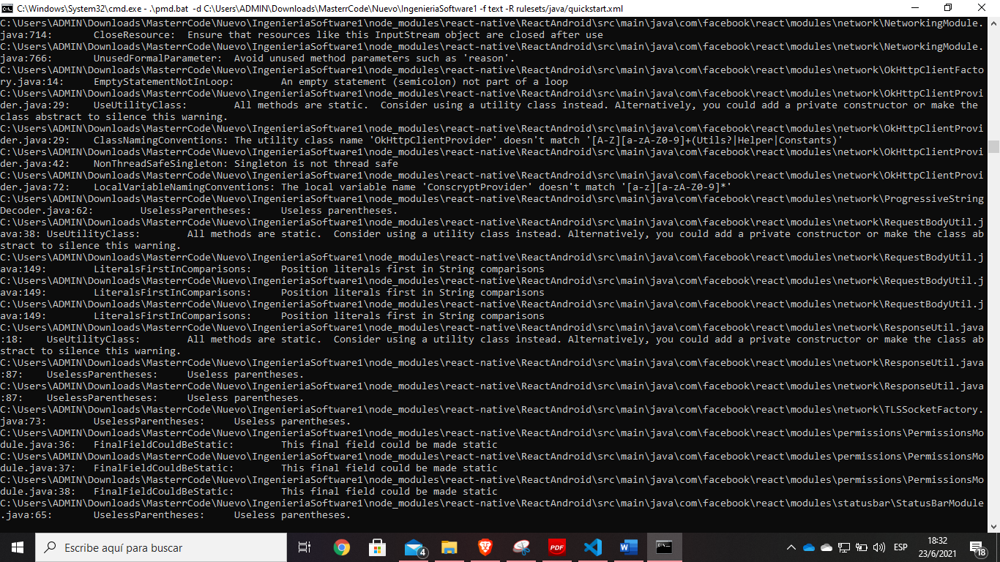 C:\Windows\System32\cmd.exe - .\pmd.bat  -d C:\Users\ADMIN\Downloads\MasterrCode\Nuevo\IngenieriaSoftware1 -f text -R rulesets/java/quickstart.xml
C:\Users\ADMIN\Downloads\MasterrCode\Nuevo\IngenieriaSoftware1\node_modules\react-native\ReactAndroid\src\main\java\com\facebook\react\modules\network\NetworkingModule.
java:714:       CloseResource:  Ensure that resources like this InputStream object are closed after use
C:\Users\ADMIN\Downloads\MasterrCode\Nuevo\IngenieriaSoftware1\node_modules\react-native\ReactAndroid\src\main\java\com\facebook\react\modules\network\NetworkingModule.
java:766:       UnusedFormalParameter:  Avoid unused method parameters such as 'reason'.
C:\Users\ADMIN\Downloads\MasterrCode\Nuevo\IngenieriaSoftware1\node_modules\react-native\ReactAndroid\src\main\java\com\facebook\react\modules\network\OkHttpClientFacto
ry.java:14:     EmptyStatementNotInLoop:        An empty statement (semicolon) not part of a loop
C:\Users\ADMIN\Downloads\MasterrCode\Nuevo\IngenieriaSoftware1\node_modules\react-native\ReactAndroid\src\main\java\com\facebook\react\modules\network\OkHttpClientProvi
der.java:29:    UseUtilityClass:        All methods are static.  Consider using a utility class instead. Alternatively, you could add a private constructor or make the
class abstract to silence this warning.
C:\Users\ADMIN\Downloads\MasterrCode\Nuevo\IngenieriaSoftware1\node_modules\react-native\ReactAndroid\src\main\java\com\facebook\react\modules\network\OkHttpClientProvi
der.java:29:    ClassNamingConventions: The utility class name 'OkHttpClientProvider' doesn't match '[A-Z][a-zA-Z0-9]+(Utils?|Helper|Constants)'
C:\Users\ADMIN\Downloads\MasterrCode\Nuevo\IngenieriaSoftware1\node_modules\react-native\ReactAndroid\src\main\java\com\facebook\react\modules\network\OkHttpClientProvi
der.java:42:    NonThreadSafeSingleton: Singleton is not thread safe
C:\Users\ADMIN\Downloads\MasterrCode\Nuevo\IngenieriaSoftware1\node_modules\react-native\ReactAndroid\src\main\java\com\facebook\react\modules\network\OkHttpClientProvi
der.java:72:    LocalVariableNamingConventions: The local variable name 'ConscryptProvider' doesn't match '[a-z][a-zA-Z0-9]*'
C:\Users\ADMIN\Downloads\MasterrCode\Nuevo\IngenieriaSoftware1\node_modules\react-native\ReactAndroid\src\main\java\com\facebook\react\modules\network\ProgressiveString
Decoder.java:62:        UselessParentheses:     Useless parentheses.
C:\Users\ADMIN\Downloads\MasterrCode\Nuevo\IngenieriaSoftware1\node_modules\react-native\ReactAndroid\src\main\java\com\facebook\react\modules\network\RequestBodyUtil.j
ava:38: UseUtilityClass:        All methods are static.  Consider using a utility class instead. Alternatively, you could add a private constructor or make the class ab
stract to silence this warning.
C:\Users\ADMIN\Downloads\MasterrCode\Nuevo\IngenieriaSoftware1\node_modules\react-native\ReactAndroid\src\main\java\com\facebook\react\modules\network\RequestBodyUtil.j
ava:149:        LiteralsFirstInComparisons:     Position literals first in String comparisons
C:\Users\ADMIN\Downloads\MasterrCode\Nuevo\IngenieriaSoftware1\node_modules\react-native\ReactAndroid\src\main\java\com\facebook\react\modules\network\RequestBodyUtil.j
ava:149:        LiteralsFirstInComparisons:     Position literals first in String comparisons
C:\Users\ADMIN\Downloads\MasterrCode\Nuevo\IngenieriaSoftware1\node_modules\react-native\ReactAndroid\src\main\java\com\facebook\react\modules\network\RequestBodyUtil.j
ava:149:        LiteralsFirstInComparisons:     Position literals first in String comparisons
C:\Users\ADMIN\Downloads\MasterrCode\Nuevo\IngenieriaSoftware1\node_modules\react-native\ReactAndroid\src\main\java\com\facebook\react\modules\network\ResponseUtil.java
:18:    UseUtilityClass:        All methods are static.  Consider using a utility class instead. Alternatively, you could add a private constructor or make the class ab
stract to silence this warning.
C:\Users\ADMIN\Downloads\MasterrCode\Nuevo\IngenieriaSoftware1\node_modules\react-native\ReactAndroid\src\main\java\com\facebook\react\modules\network\ResponseUtil.java
:87:    UselessParentheses:     Useless parentheses.
C:\Users\ADMIN\Downloads\MasterrCode\Nuevo\IngenieriaSoftware1\node_modules\react-native\ReactAndroid\src\main\java\com\facebook\react\modules\network\ResponseUtil.java
:87:    UselessParentheses:     Useless parentheses.
C:\Users\ADMIN\Downloads\MasterrCode\Nuevo\IngenieriaSoftware1\node_modules\react-native\ReactAndroid\src\main\java\com\facebook\react\modules\network\TLSSocketFactory.
java:73:        UselessParentheses:     Useless parentheses.
C:\Users\ADMIN\Downloads\MasterrCode\Nuevo\IngenieriaSoftware1\node_modules\react-native\ReactAndroid\src\main\java\com\facebook\react\modules\permissions\PermissionsMo
dule.java:36:   FinalFieldCouldBeStatic:        This final field could be made static
C:\Users\ADMIN\Downloads\MasterrCode\Nuevo\IngenieriaSoftware1\node_modules\react-native\ReactAndroid\src\main\java\com\facebook\react\modules\permissions\PermissionsMo
dule.java:37:   FinalFieldCouldBeStatic:        This final field could be made static
C:\Users\ADMIN\Downloads\MasterrCode\Nuevo\IngenieriaSoftware1\node_modules\react-native\ReactAndroid\src\main\java\com\facebook\react\modules\permissions\PermissionsMo
dule.java:38:   FinalFieldCouldBeStatic:        This final field could be made static
C:\Users\ADMIN\Downloads\MasterrCode\Nuevo\IngenieriaSoftware1\node_modules\react-native\ReactAndroid\src\main\java\com\facebook\react\modules\statusbar\StatusBarModule
.java:65:       UselessParentheses:     Useless parentheses.
Escribe aquí para buscar
4
PDF
ESP
18:32
23/6/2021
18